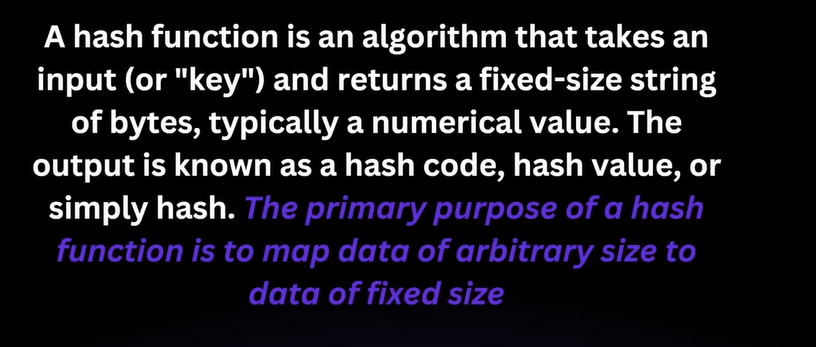 A hash function is an algorithm that takes an
input (or "key") and returns a fixed-size string
of bytes, typically a numerical value. The
output is known as a hash code, hash value, or
simply hash. The primary purpose of a hash
function is to map data of arbitrary size to
data of fixed size